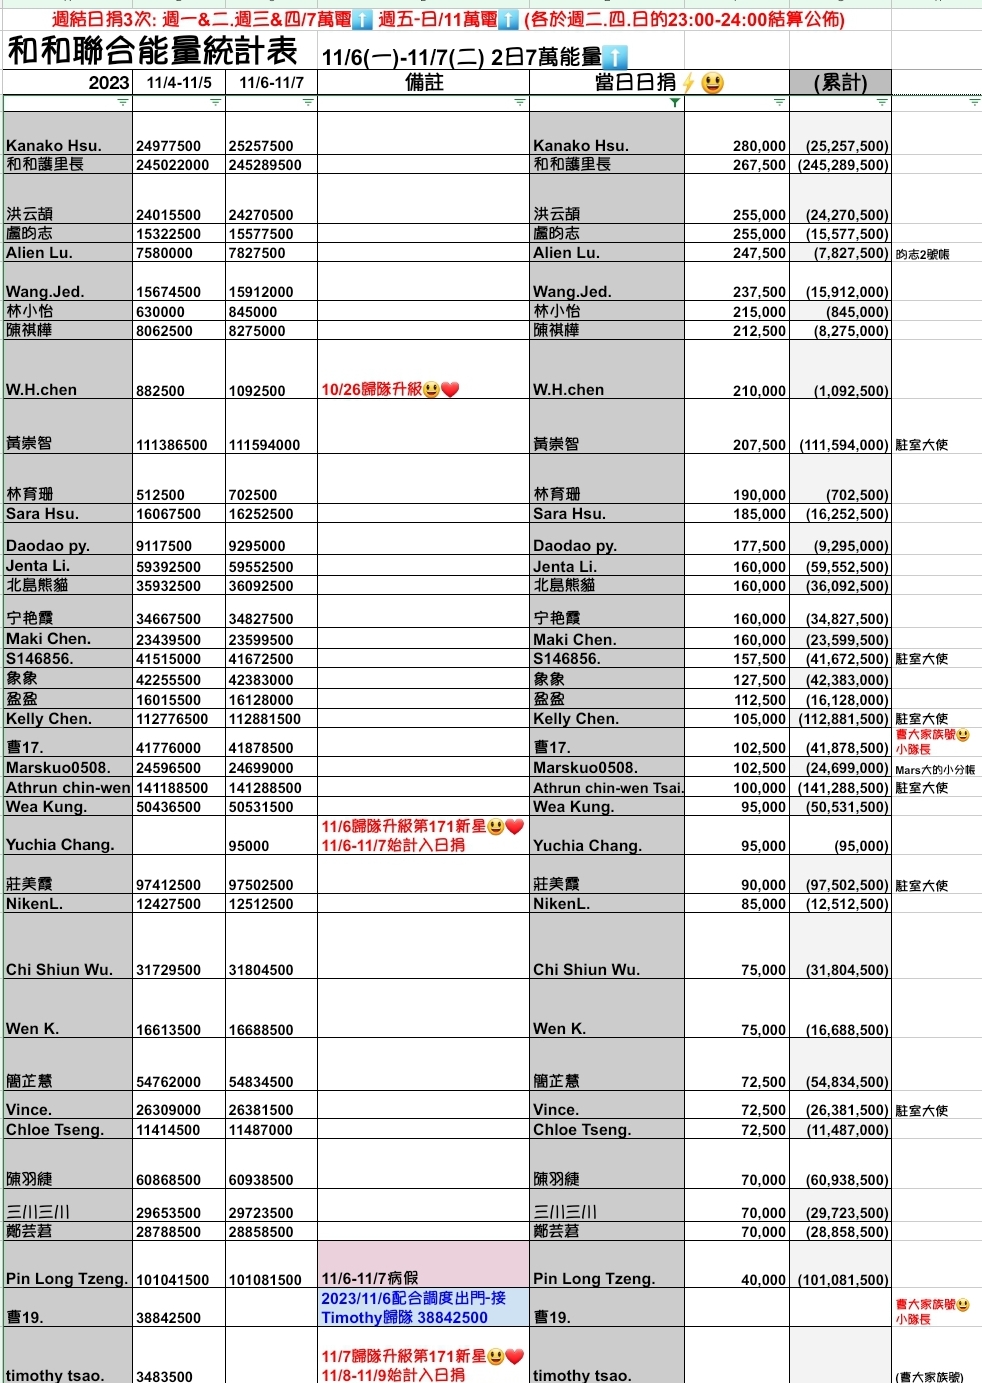 週結日捐3次: 週一&二.週三&四/7萬電⬆️ 週五-日/11萬電⬆️ (各於週二.四.日的23:00-24:00結算公佈)
和和聯合能量統計表 11/6(一)-11/7(二) 2日7萬能量⬆️
2023 11/4-11/5 11/6-11/7 備註 當日日捐⚡😃 (累計)
Kanako Hsu. 24977500 25257500 Kanako Hsu. 280,000 (25,257,500)
和和護里長 245022000 245289500 和和護里長 267,500 (245,289,500)
洪云頡 24015500 24270500 洪云頡 255,000 (24,270,500)
盧昀志 15322500 15577500 盧昀志 255,000 (15,577,500)
Alien Lu. 7580000 7827500 Alien Lu. 247,500 (7,827,500) 昀志2號帳
Wang.Jed. 15674500 15912000 Wang.Jed. 237,500 (15,912,000)
林小怡 630000 845000 林小怡 215,000 (845,000)
陳祺樺 8062500 8275000 陳祺樺 212,500 (8,275,000)
W.H.chen 882500 1092500 10/26歸隊升級😃❤️ W.H.chen 210,000 (1,092,500)
黃崇智 111386500 111594000 黃崇智 207,500 (111,594,000) 駐室大使
林育珊 512500 702500 林育珊 190,000 (702,500)
Sara Hsu. 16067500 16252500 Sara Hsu. 185,000 (16,252,500)
Daodao py. 9117500 9295000 Daodao py. 177,500 (9,295,000)
Jenta Li. 59392500 59552500 Jenta Li. 160,000 (59,552,500)
北島熊貓 35932500 36092500 北島熊貓 160,000 (36,092,500)
宁艳霞 34667500 34827500 宁艳霞 160,000 (34,827,500)
Maki Chen. 23439500 23599500 Maki Chen. 160,000 (23,599,500)
S146856. 41515000 41672500 S146856. 157,500 (41,672,500) 駐室大使
象象 42255500 42383000 象象 127,500 (42,383,000)
盈盈 16015500 16128000 盈盈 112,500 (16,128,000)
Kelly Chen. 112776500 112881500 Kelly Chen. 105,000 (112,881,500) 駐室大使
曹17. 41776000 41878500 曹17. 102,500 (41,878,500) 曹大家族號😃
小隊長
Marskuo0508. 24596500 24699000 Marskuo0508. 102,500 (24,699,000) Mars大的小分帳
Athrun chin-wen 141188500 141288500 Athrun chin-wen Tsai. 100,000 (141,288,500) 駐室大使
Wea Kung. 50436500 50531500 Wea Kung. 95,000 (50,531,500)
11/6歸隊升級第171新星😃❤️
Yuchia Chang. 95000 11/6-11/7始計入日捐 Yuchia Chang. 95,000 (95,000)
莊美霞 97412500 97502500 莊美霞 90,000 (97,502,500) 駐室大使
NikenL. 12427500 12512500 NikenL. 85,000 (12,512,500)
Chi Shiun Wu. 31729500 31804500 Chi Shiun Wu. 75,000 (31,804,500)
Wen K. 16613500 16688500 Wen K. 75,000 (16,688,500)
簡芷慧 54762000 54834500 簡芷慧 72,500 (54,834,500)
Vince. 26309000 26381500 Vince. 72,500 (26,381,500) 駐室大使
Chloe Tseng. 11414500 11487000 Chloe Tseng. 72,500 (11,487,000)
陳羽緁 60868500 60938500 陳羽緁 70,000 (60,938,500)
三川三川 29653500 29723500 三川三川 70,000 (29,723,500)
鄭芸莙 28788500 28858500 鄭芸莙 70,000 (28,858,500)
Pin Long Tzeng. 101041500 101081500 11/6-11/7病假 Pin Long Tzeng. 40,000 (101,081,500)
2023/11/6配合調度出門-接 曹大家族號😃
曹19. 38842500 Timothy歸隊 38842500 曹19. 小隊長
11/7歸隊升級第171新星😃❤️
timothy tsao. 3483500 11/8-11/9始計入日捐 timothy tsao. (曹大家族號)